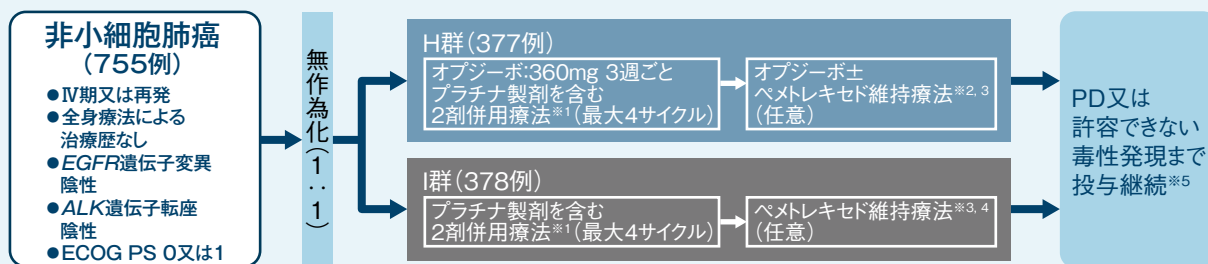 非小細胞肺癌
(755例)
●Ⅳ期又は再発
●全身療法による
治療歴なし
●EGFR遺伝子変異
陰性
●ALK遺伝子転座
陰性
●ECOG PS 0又は1
無作為化(1：1)
H群(377例)
オプジーボ:360mg 3週ごと
プラチナ製剤を含む
2剤併用療法※1(最大4サイクル)
オプジーボ±
ペメトレキセド維持療法※2, 3
(任意)
I群(378例)
プラチナ製剤を含む
2剤併用療法※1(最大4サイクル)
ペメトレキセド維持療法※3, 4
(任意)
PD又は
許容できない
毒性発現まで
投与継続※5